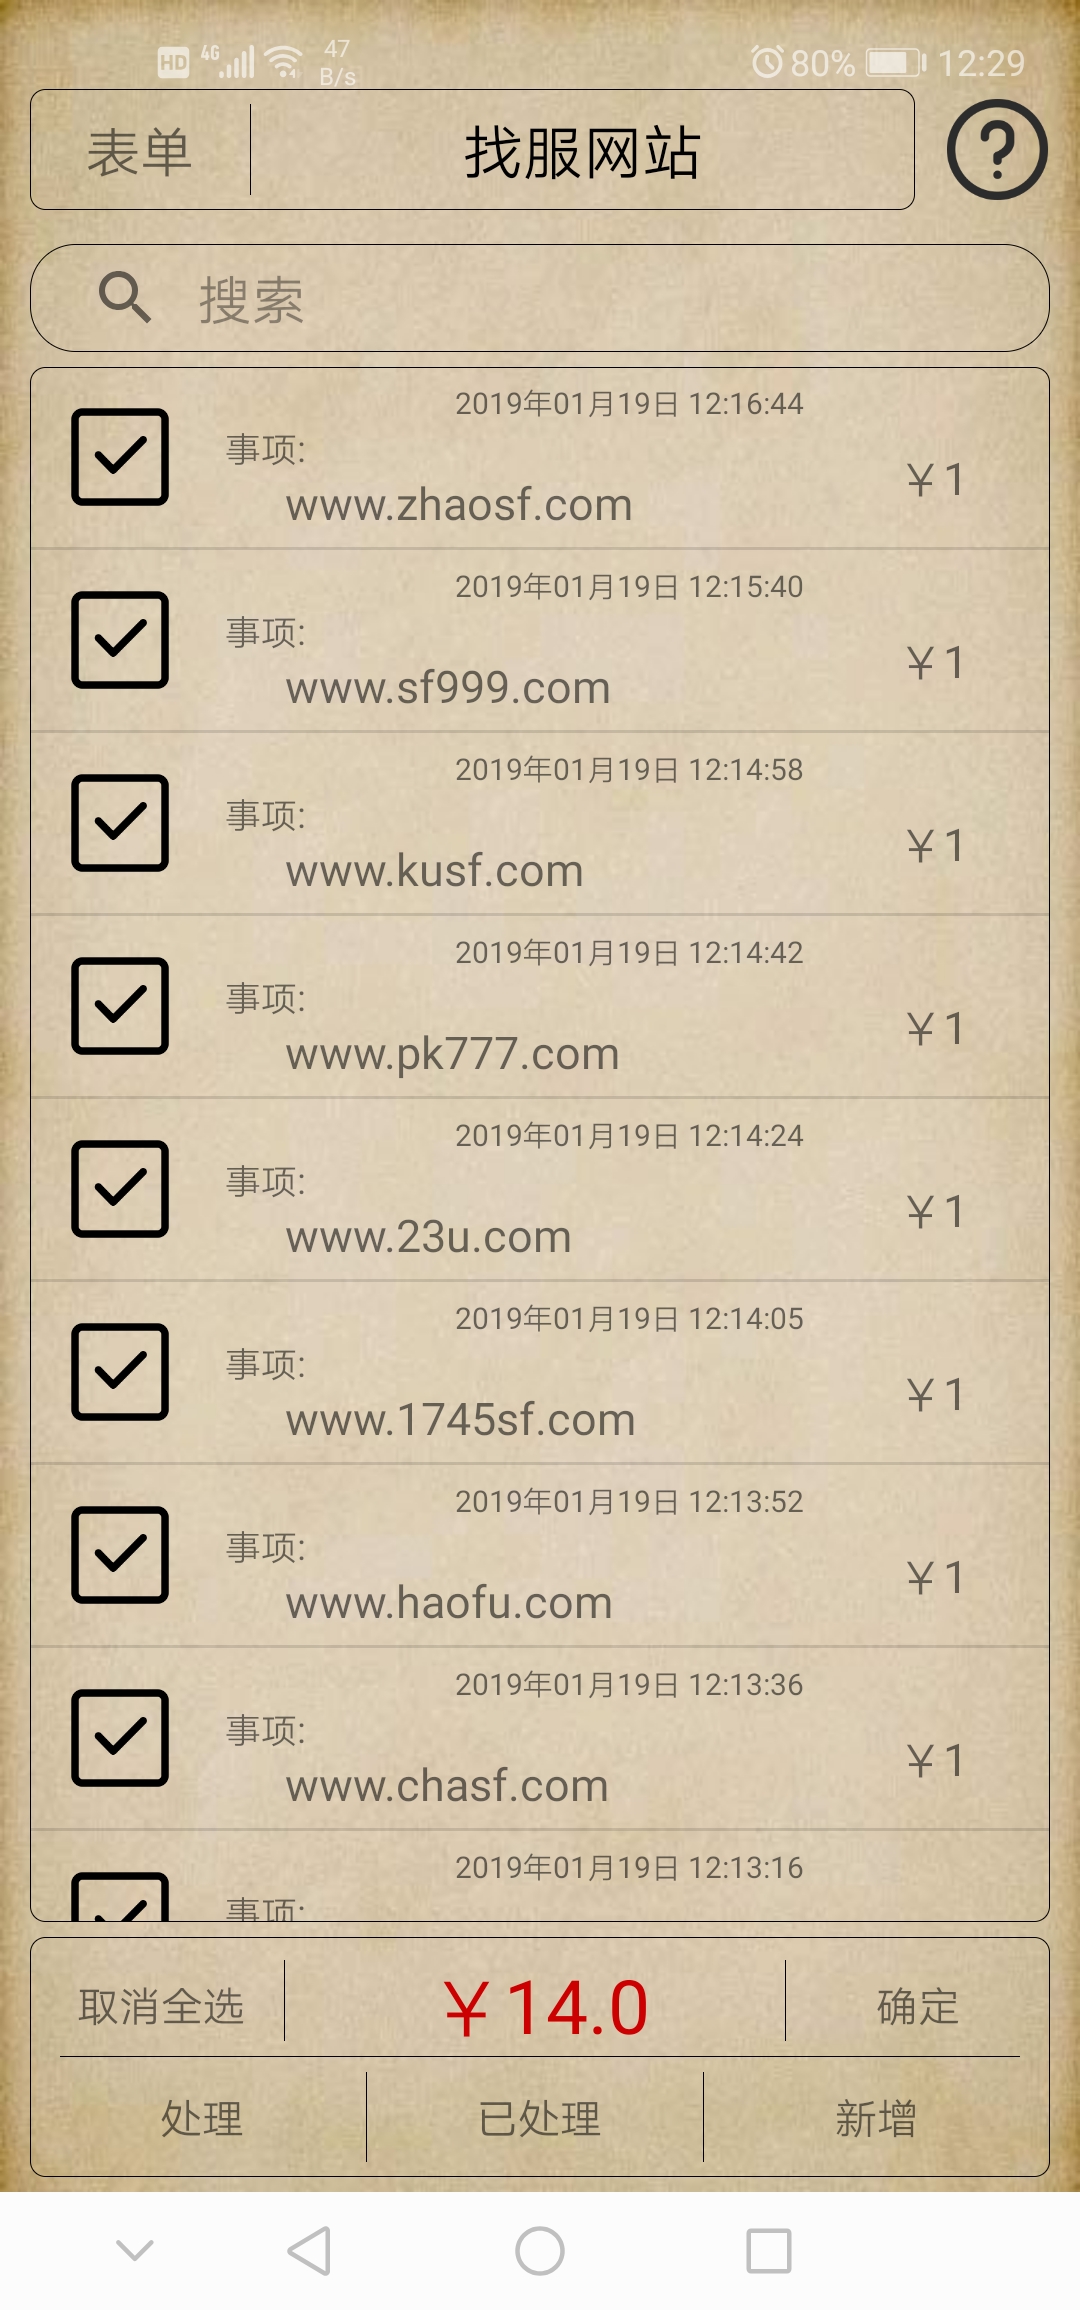 HD 4G 47 B/s 80% 12:29
表单 找服网站
搜索
2019年01月19日 12:16:44
事项:
www.zhaosf.com ￥1
2019年01月19日 12:15:40
事项:
www.sf999.com ￥1
2019年01月19日 12:14:58
事项:
www.kusf.com ￥1
2019年01月19日 12:14:42
事项:
www.pk777.com ￥1
2019年01月19日 12:14:24
事项:
www.23u.com ￥1
2019年01月19日 12:14:05
事项:
www.1745sf.com ￥1
2019年01月19日 12:13:52
事项:
www.haofu.com ￥1
2019年01月19日 12:13:36
事项:
www.chasf.com ￥1
2019年01月19日 12:13:16
事项:
取消全选 ￥14.0 确定
处理 已处理 新增